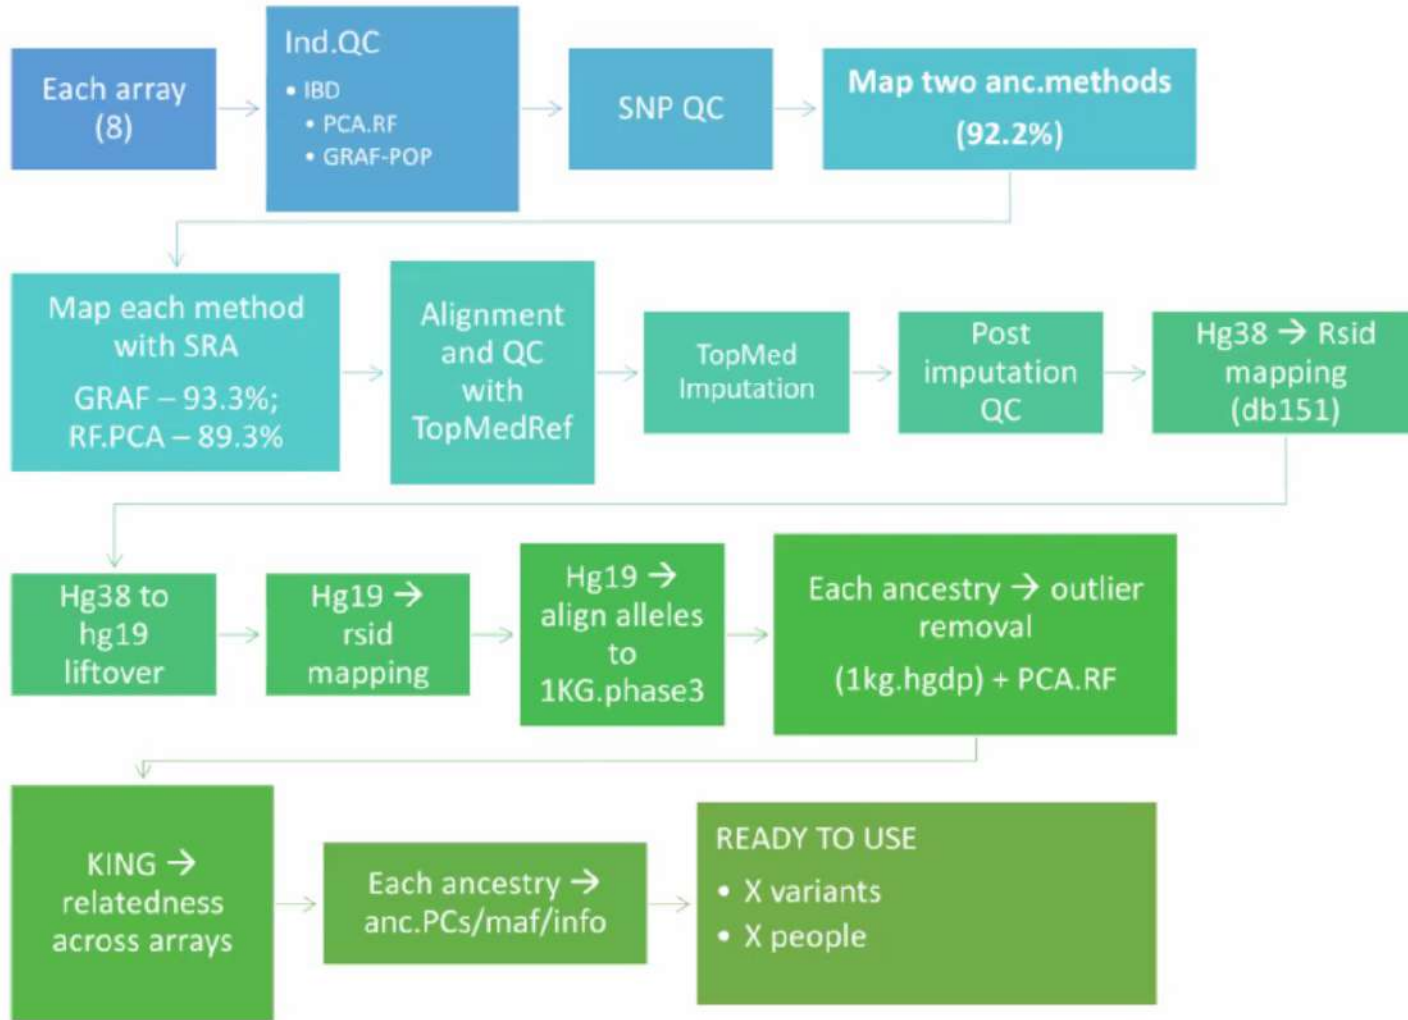 Each array
(8)
Ind.QC
• IBD
• PCA.RF
• GRAF-POP
SNP QC
Map two anc.methods
(92.2%)
Map each method
with SRA
GRAF – 93.3%;
RF.PCA – 89.3%
Alignment
and QC
with
TopMedRef
TopMed
Imputation
Post
imputation
QC
Hg38 → Rsid
mapping
(db151)
Hg38 to
hg19
liftover
Hg19 →
rsid
mapping
Hg19 →
align alleles
to
1KG.phase3
Each ancestry → outlier
removal
(1kg.hgdp) + PCA.RF
KING →
relatedness
across arrays
Each ancestry →
anc.PCs/maf/info
READY TO USE
• X variants
• X people